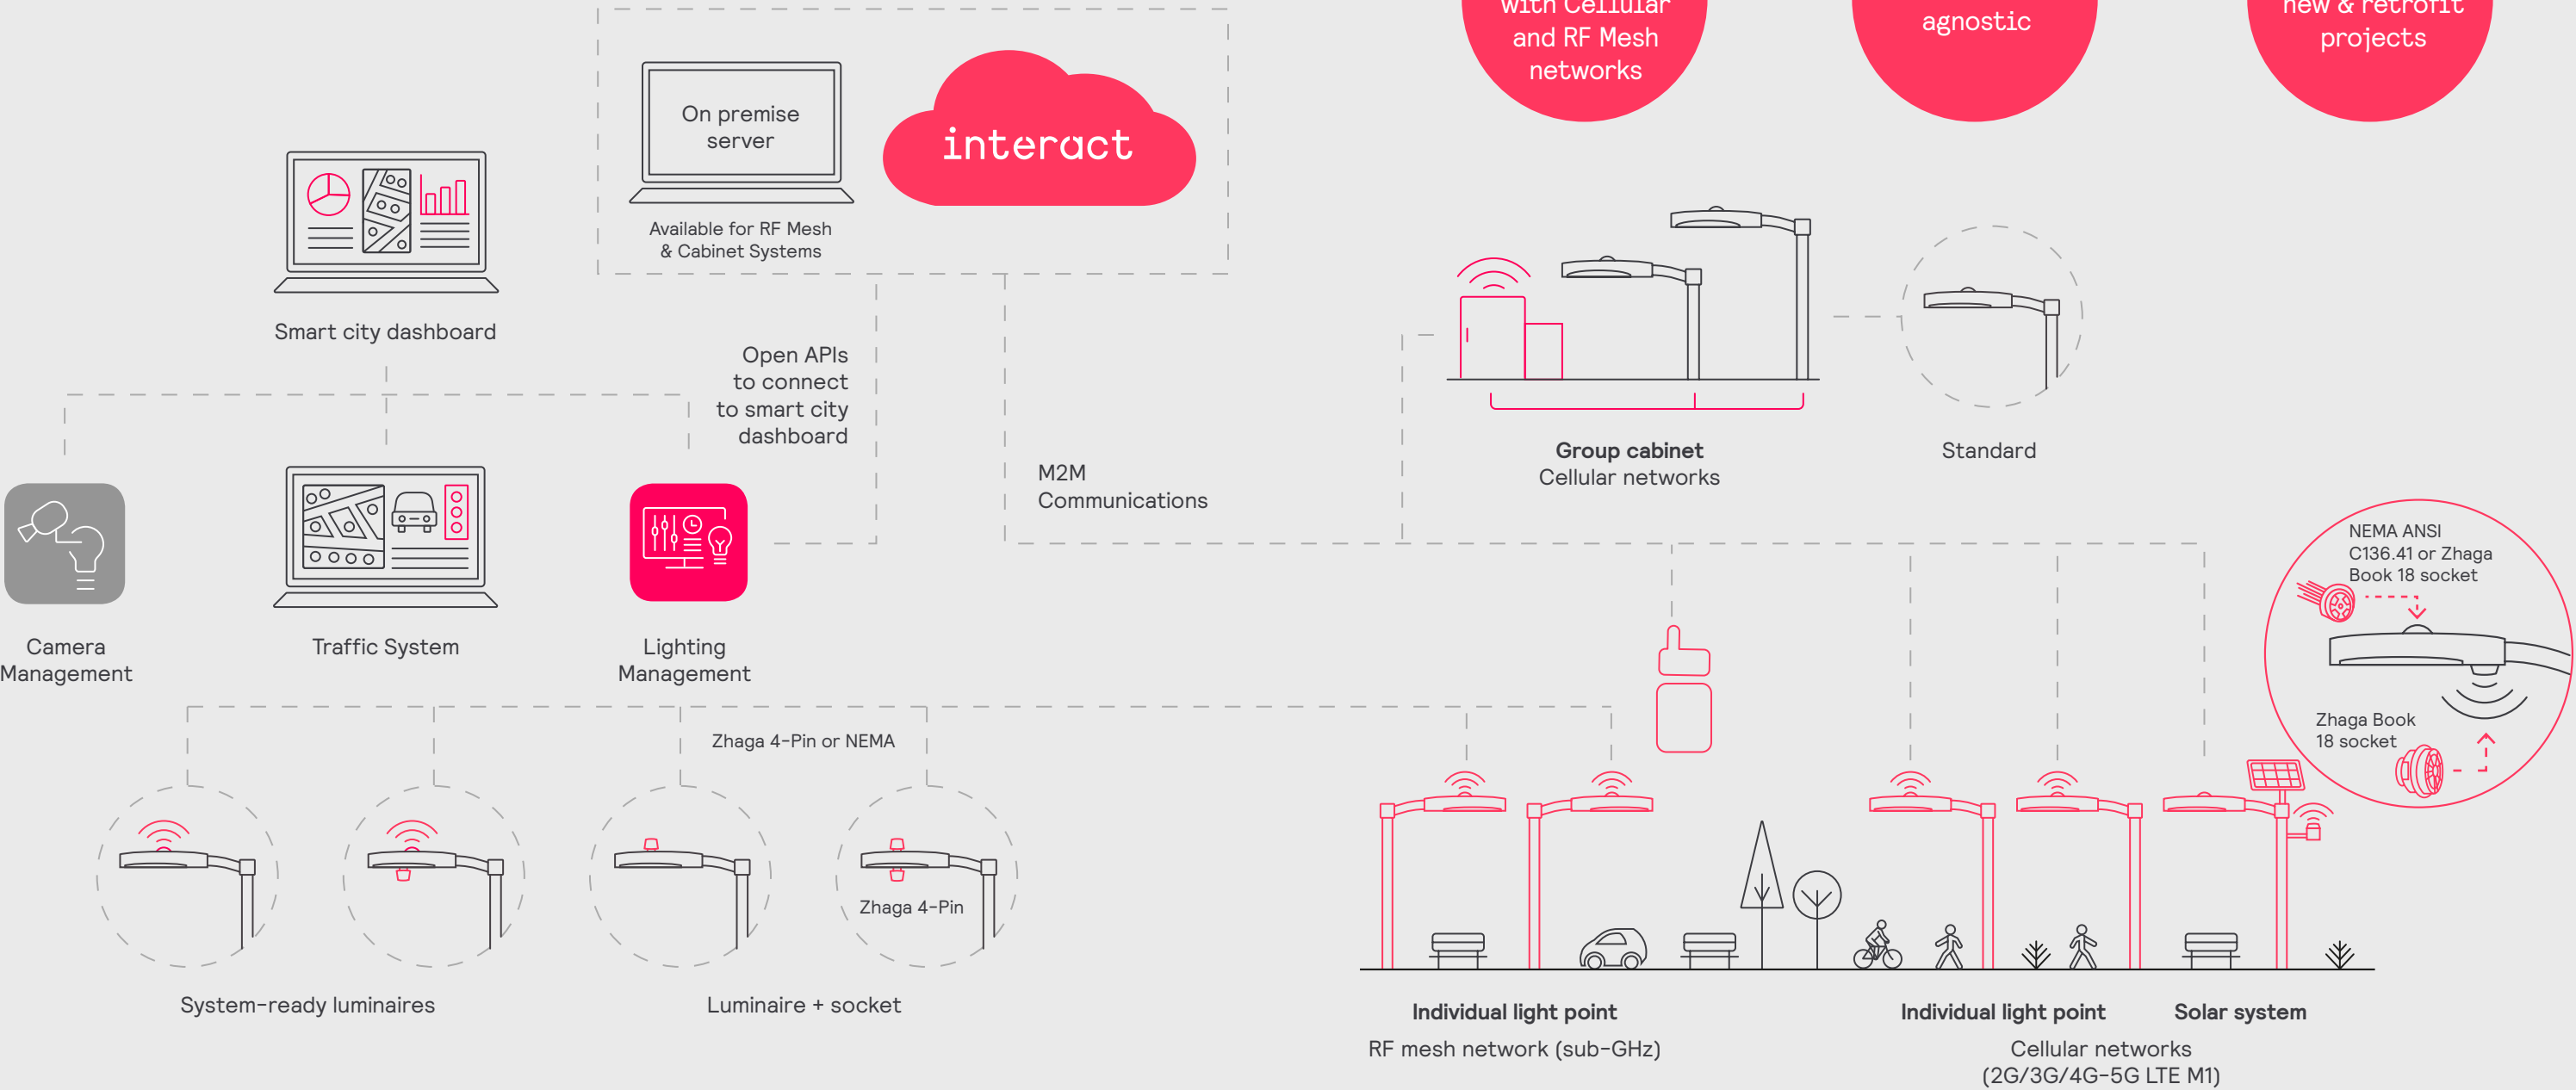 with Cellular
and RF Mesh
networks
agnostic
new & retrofit
projects
On premise
server
interact
Available for RF Mesh
& Cabinet Systems
Smart city dashboard
Open APIs
to connect
to smart city
dashboard
M2M
Communications
Group cabinet
Cellular networks
Standard
NEMA ANSI
C136.41 or Zhaga
Book 18 socket
Zhaga Book
18 socket
Camera
Management
Traffic System
Lighting
Management
Zhaga 4-Pin or NEMA
Zhaga 4-Pin
System-ready luminaires
Luminaire + socket
Individual light point
RF mesh network (sub-GHz)
Individual light point
Solar system
Cellular networks
(2G/3G/4G-5G LTE M1)